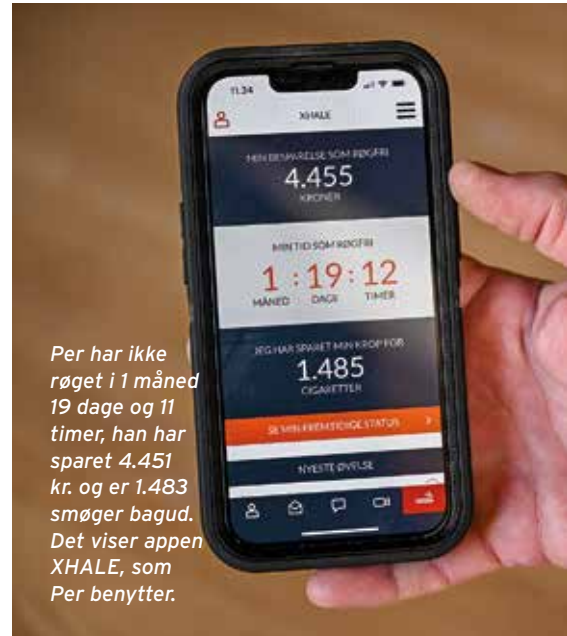 11.34
XHALE
MIN BESPARELSE SOM RØGFRI
4.455
KRONER
MIN TID SOM RØGFRI
1 : 19 : 12
MÅNED DAGE TIMER
JEG HAR SPARET MIN KROP FOR
1.485
CIGARETTER
SE MIN FREMTIDIGE STATUS
NYESTE ØVELSE
Per har ikke
røget i 1 måned
19 dage og 11
timer, han har
sparet 4.451
kr. og er 1.483
smøger bagud.
Det viser appen
XHALE, som
Per benytter.